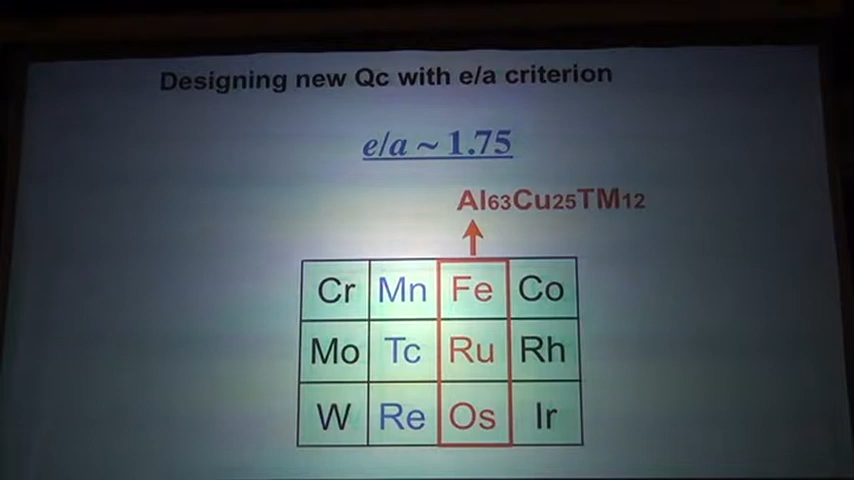 Designing new Qc with e/a criterion
e/a ~ 1.75
Al63Cu25TM12
Cr Mn Fe Co
Mo Tc Ru Rh
W Re Os Ir